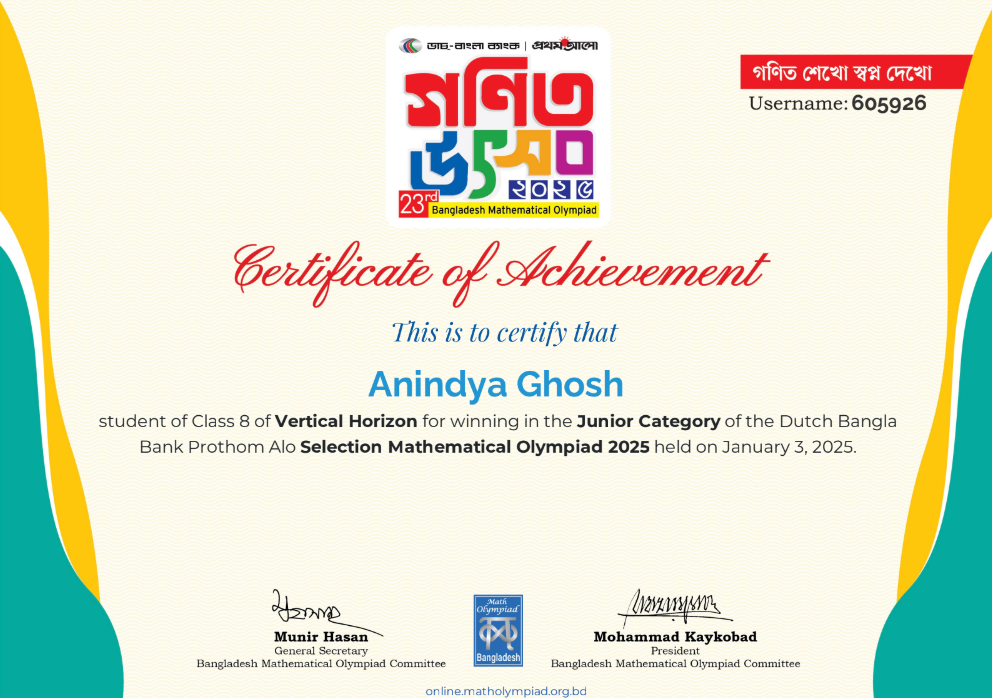 ডাচ্-বাংলা ব্যাংক | প্রথম আলো
গণিত
উৎসব
২০২৫
23rd Bangladesh Mathematical Olympiad
গণিত শেখো স্বপ্ন দেখো
Username: 605926
Certificate of Achievement
This is to certify that
Anindya Ghosh
student of Class 8 of Vertical Horizon for winning in the Junior Category of the Dutch Bangla
Bank Prothom Alo Selection Mathematical Olympiad 2025 held on January 3, 2025.
Munir Hasan
General Secretary
Bangladesh Mathematical Olympiad Committee
Math
Olympiad
Bangladesh
Mohammad Kaykobad
President
Bangladesh Mathematical Olympiad Committee
online.matholympiad.org.bd